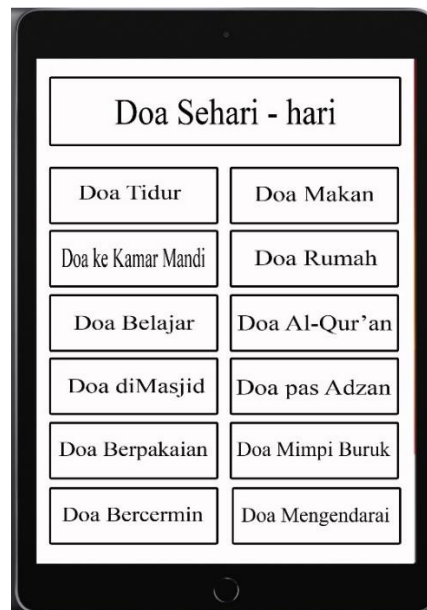 Doa Sehari - hari
Doa Tidur
Doa Makan
Doa ke Kamar Mandi
Doa Rumah
Doa Belajar
Doa Al-Qur'an
Doa diMasjid
Doa pas Adzan
Doa Berpakaian
Doa Mimpi Buruk
Doa Bercermin
Doa Mengendarai